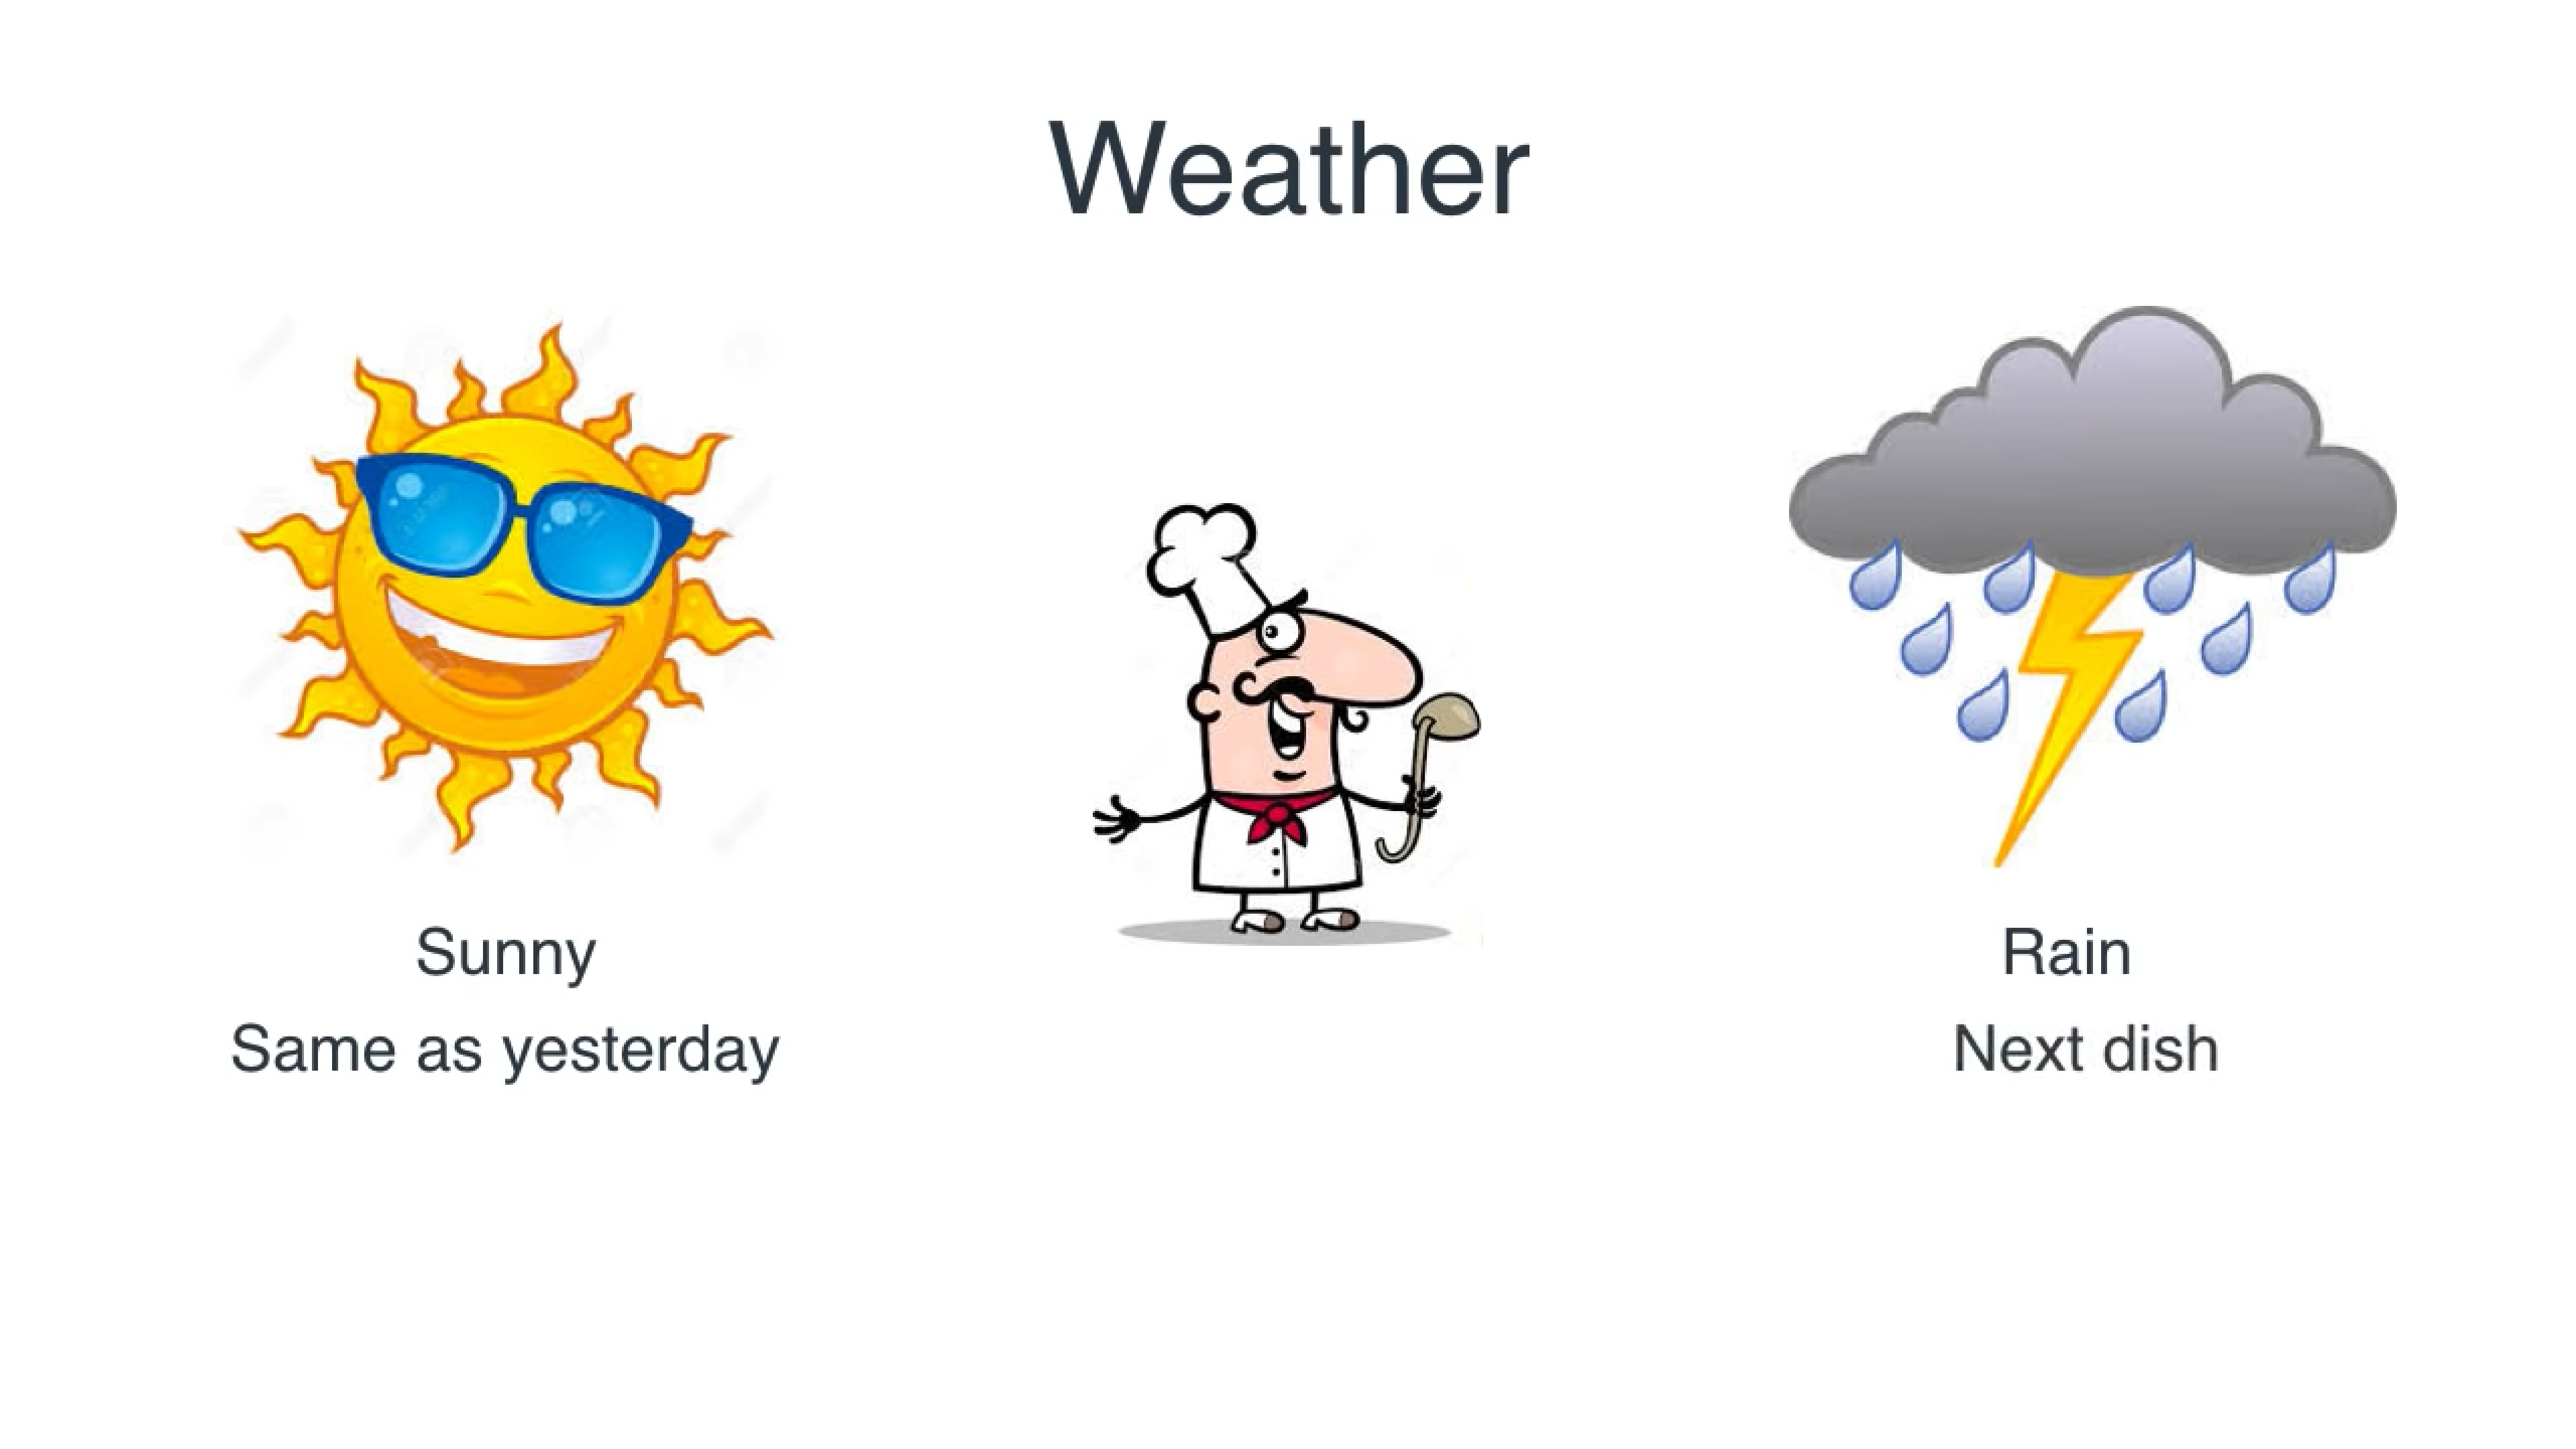 Weather
Sunny
Same as yesterday
Rain
Next dish